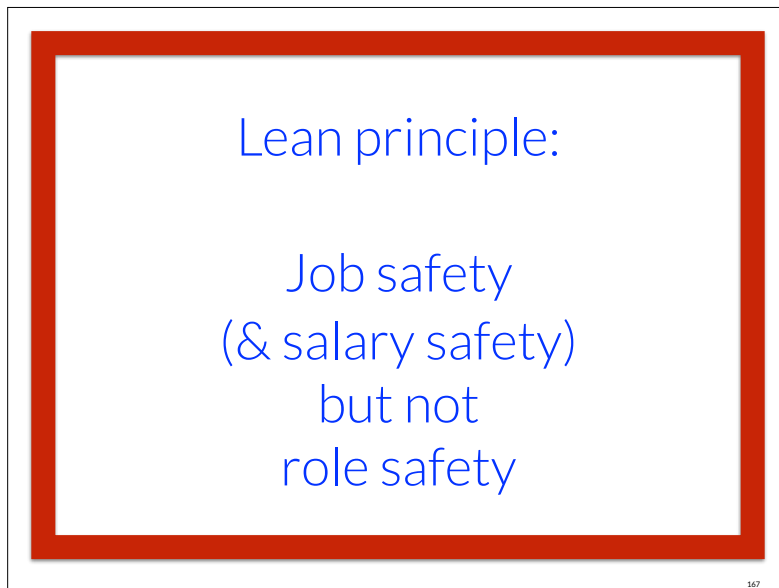 Lean principle:
Job safety
(& salary safety)
but not
role safety
167